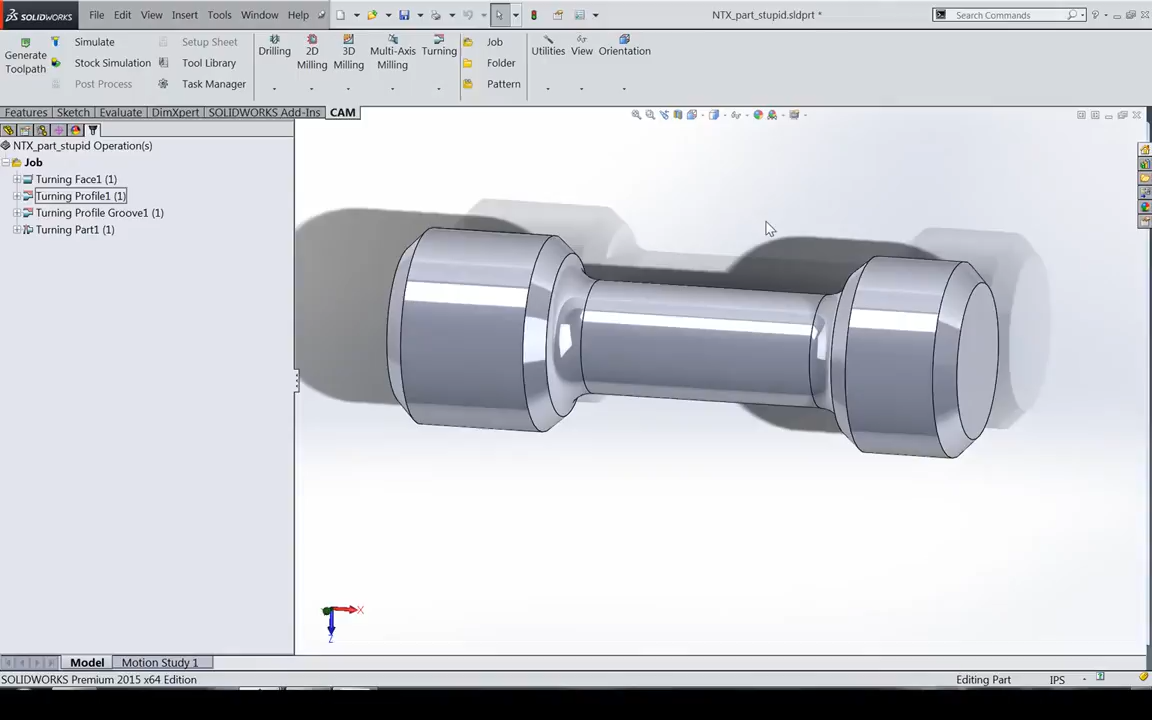 SOLIDWORKS File Edit View Insert Tools Window Help NTX_part_stupid.sldprt * Search Commands
Generate Toolpath
Simulate Setup Sheet
Stock Simulation Tool Library
Post Process Task Manager
Drilling 2D Milling 3D Milling Multi-Axis Milling Turning
Job
Folder
Pattern
Utilities View Orientation
Features Sketch Evaluate DimXpert SOLIDWORKS Add-Ins CAM
NTX_part_stupid Operation(s)
Job
Turning Face1 (1)
Turning Profile1 (1)
Turning Profile Groove1 (1)
Turning Part1 (1)
X
Z
Model Motion Study 1
SOLIDWORKS Premium 2015 x64 Edition Editing Part IPS